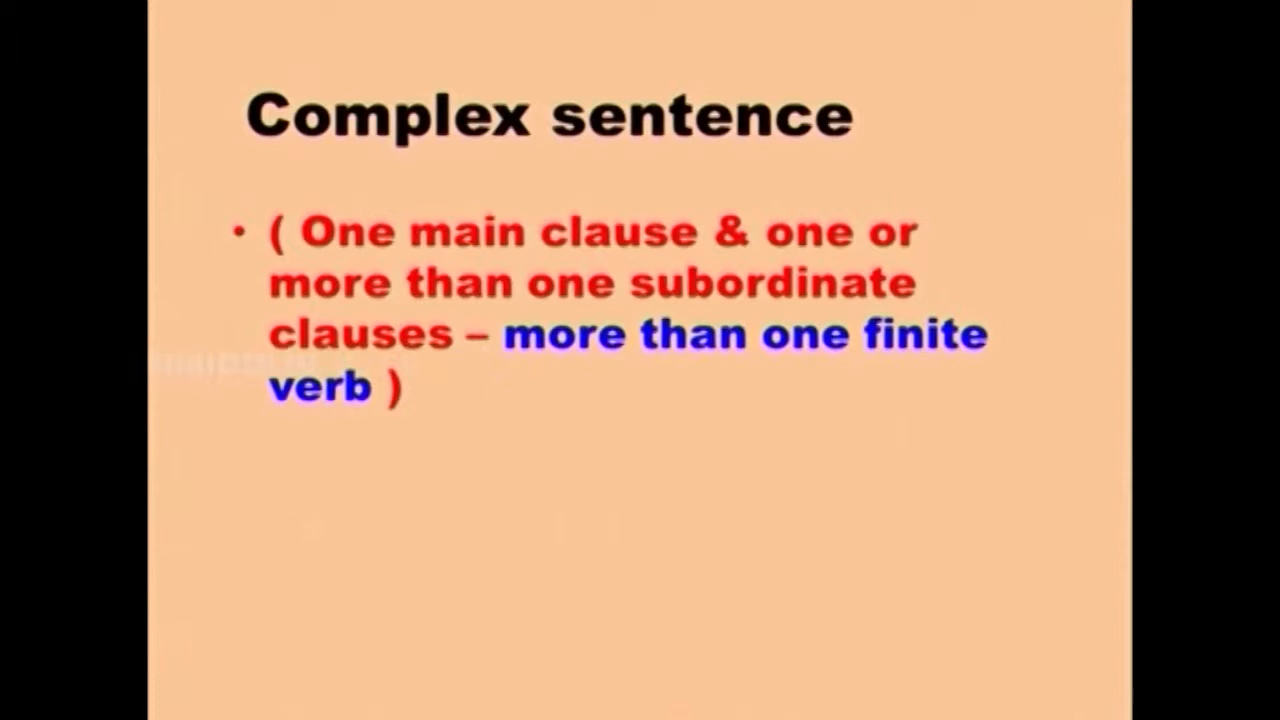 Complex sentence
• ( One main clause & one or
more than one subordinate
clauses – more than one finite
verb )